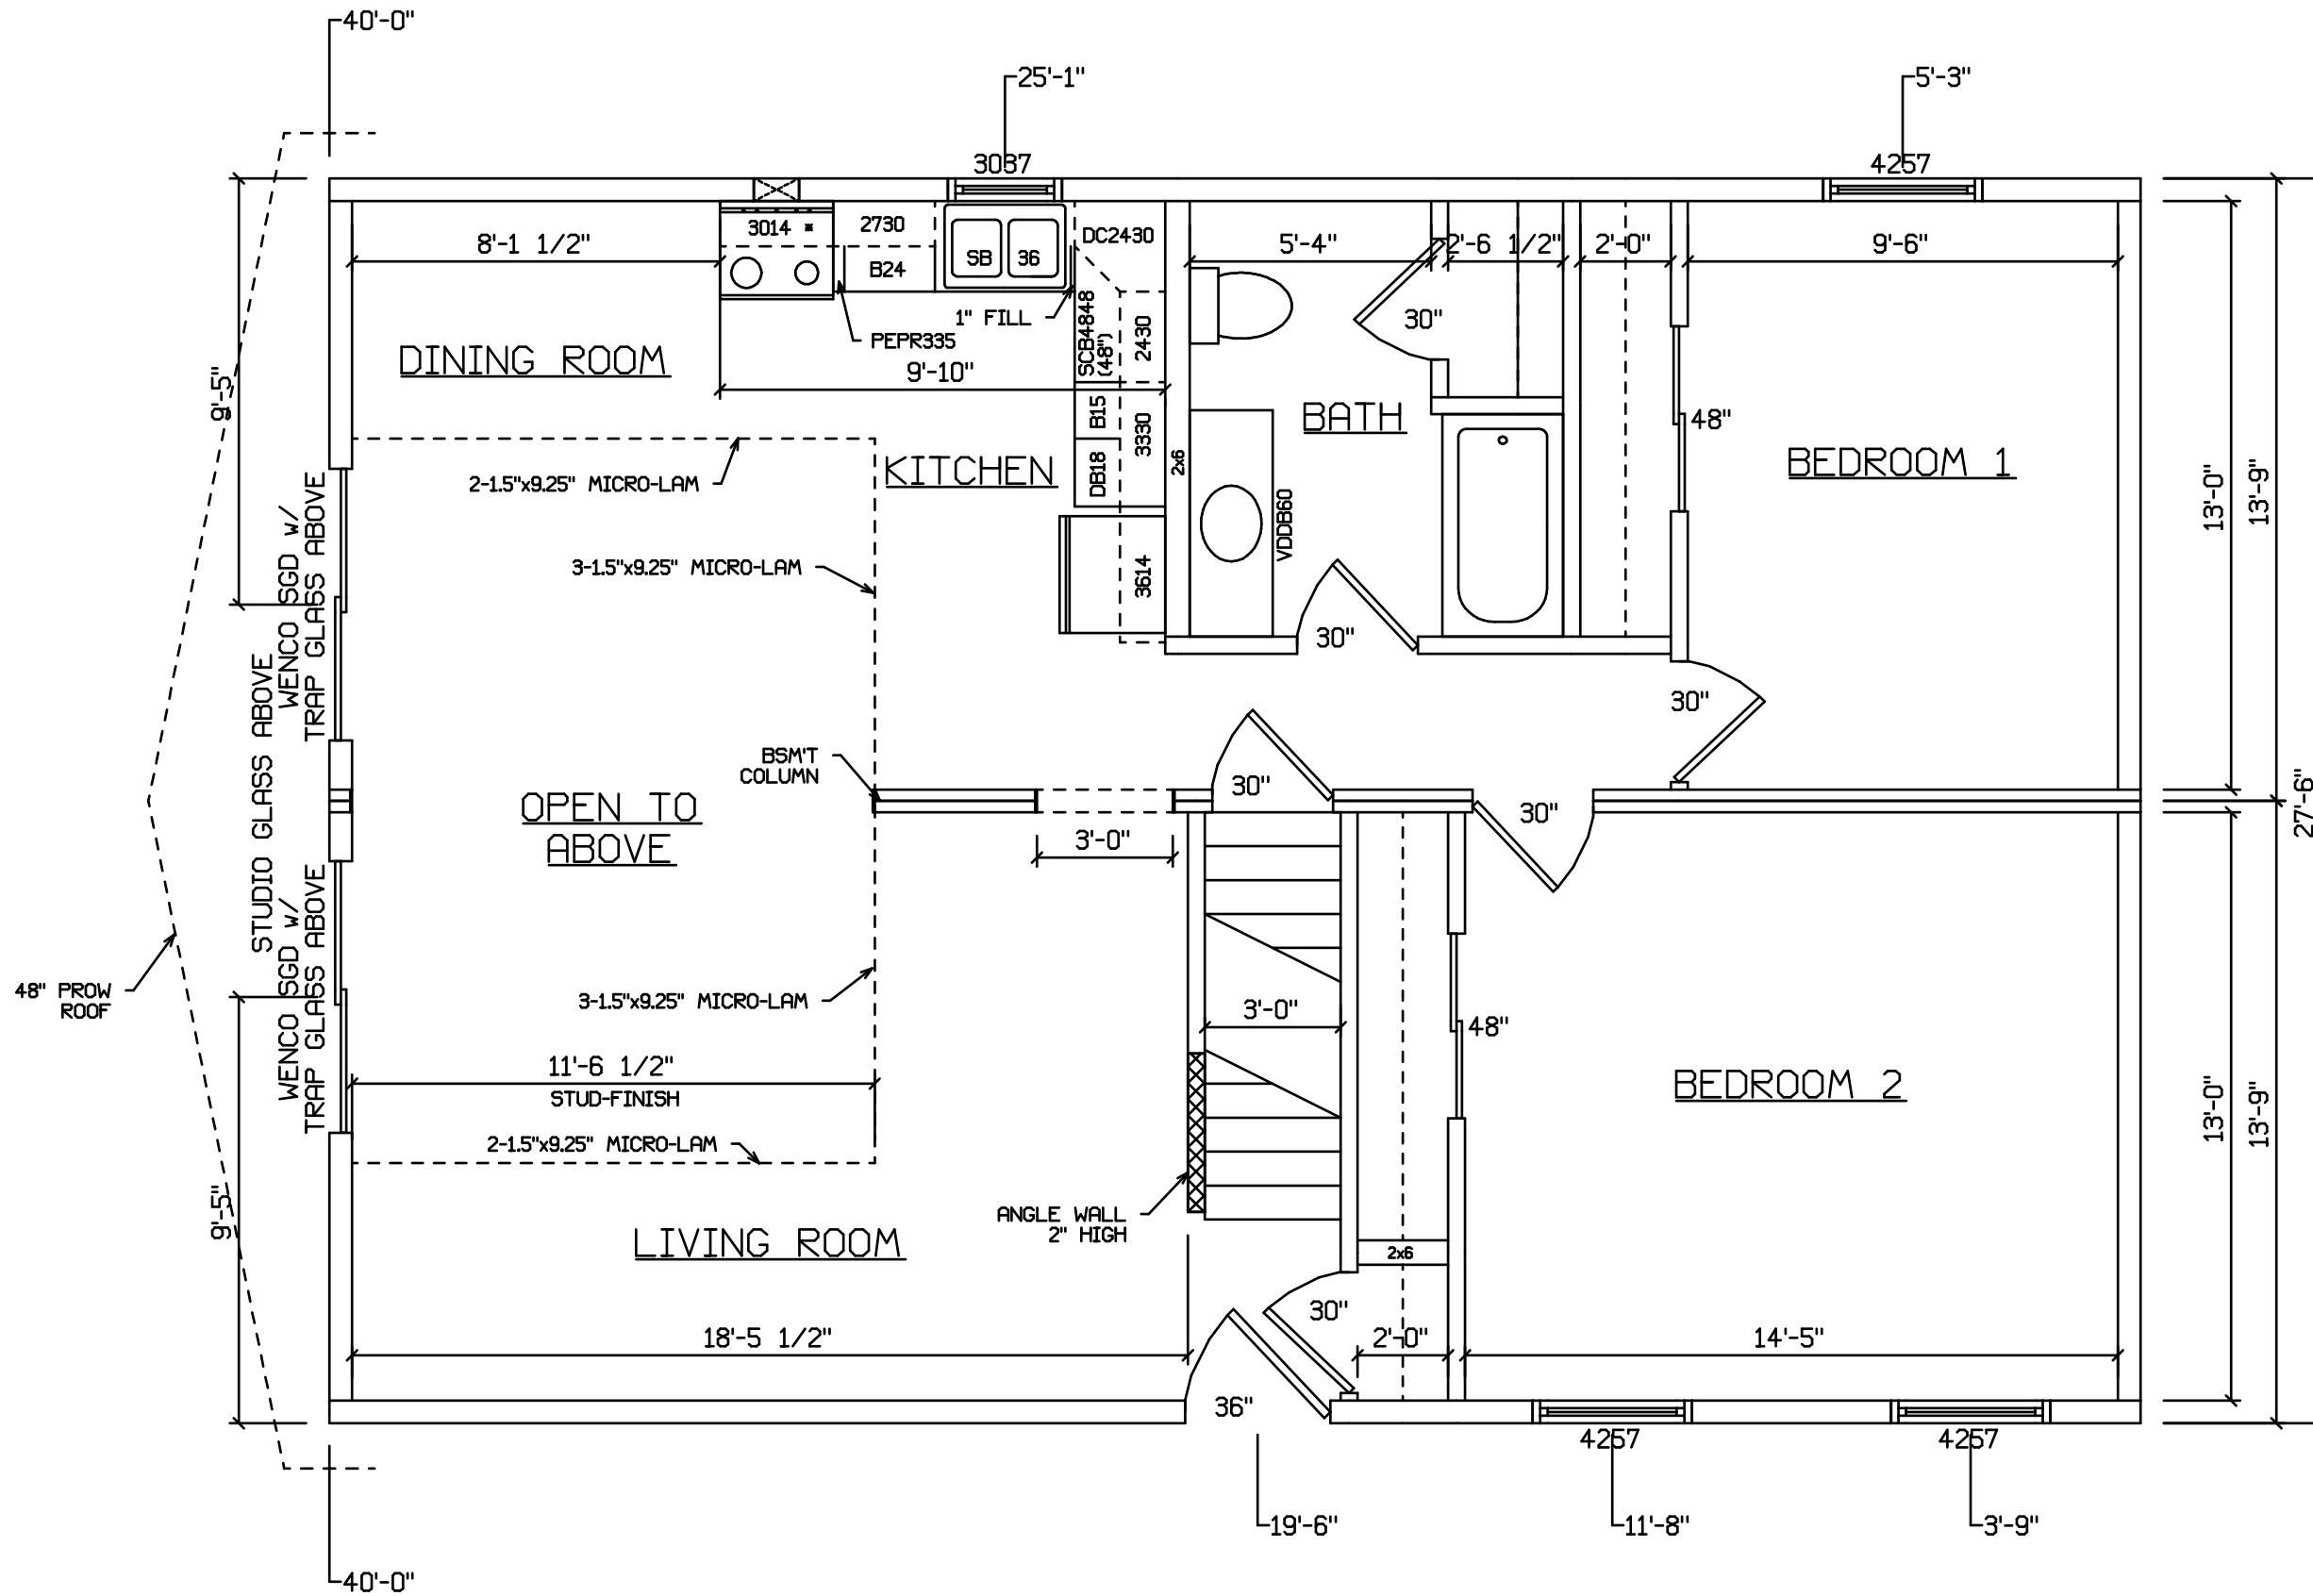 40'-0"
25'-1"
5'-3"
3037
4257
3014 *
2730
DC2430
8'-1 1/2"
B24
SB
36
5'-4"
2'-6 1/2"
2'-0"
9'-6"
1" FILL
PEPR335
SCB4848
(48")
2430
30"
DINING ROOM
9'-10"
9'-5"
B15
3330
BATH
48"
2-1.5"x9.25" MICRO-LAM
KITCHEN
DB18
2x6
BEDROOM 1
13'-0"
13'-9"
VDDB60
3-1.5"x9.25" MICRO-LAM
3614
WENCO SGD w/
TRAP GLASS ABOVE
30"
30"
STUDIO GLASS ABOVE
BSM'T
COLUMN
30"
30"
27'-6"
OPEN TO
ABOVE
3'-0"
WENCO SGD w/
TRAP GLASS ABOVE
48" PROW
ROOF
3-1.5"x9.25" MICRO-LAM
3'-0"
48"
11'-6 1/2"
STUD-FINISH
BEDROOM 2
13'-0"
13'-9"
2-1.5"x9.25" MICRO-LAM
9'-5"
ANGLE WALL
2" HIGH
LIVING ROOM
2x6
30"
18'-5 1/2"
2'-0"
14'-5"
36"
4257
4257
19'-6"
11'-8"
3'-9"
40'-0"